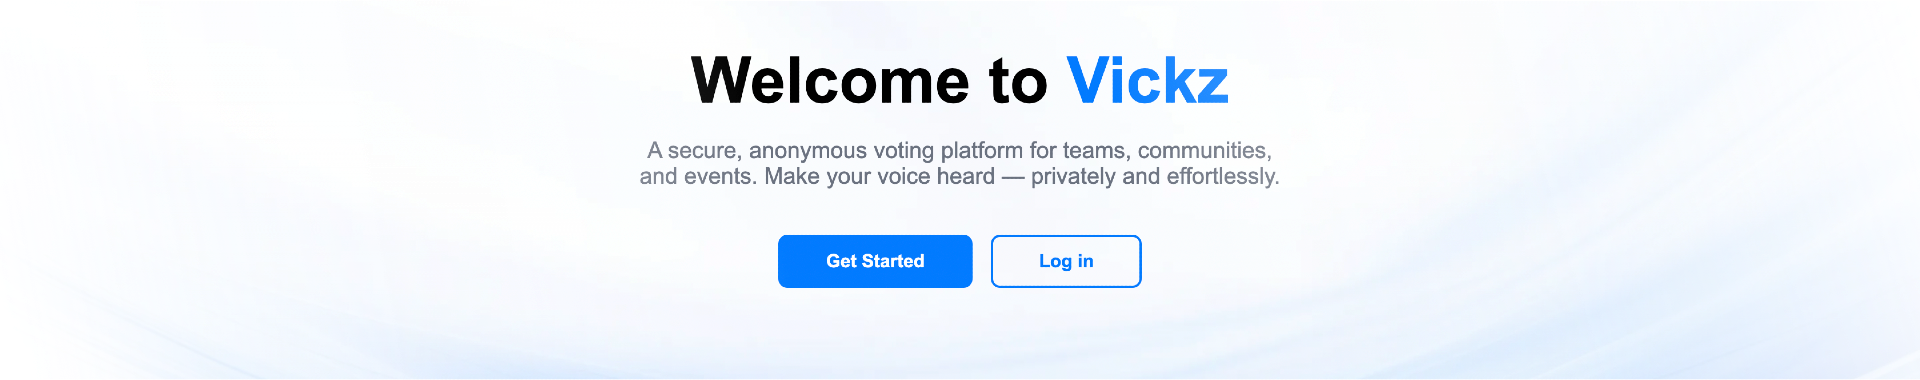 Welcome to Vickz
A secure, anonymous voting platform for teams, communities,
and events. Make your voice heard — privately and effortlessly.
Get Started
Log in